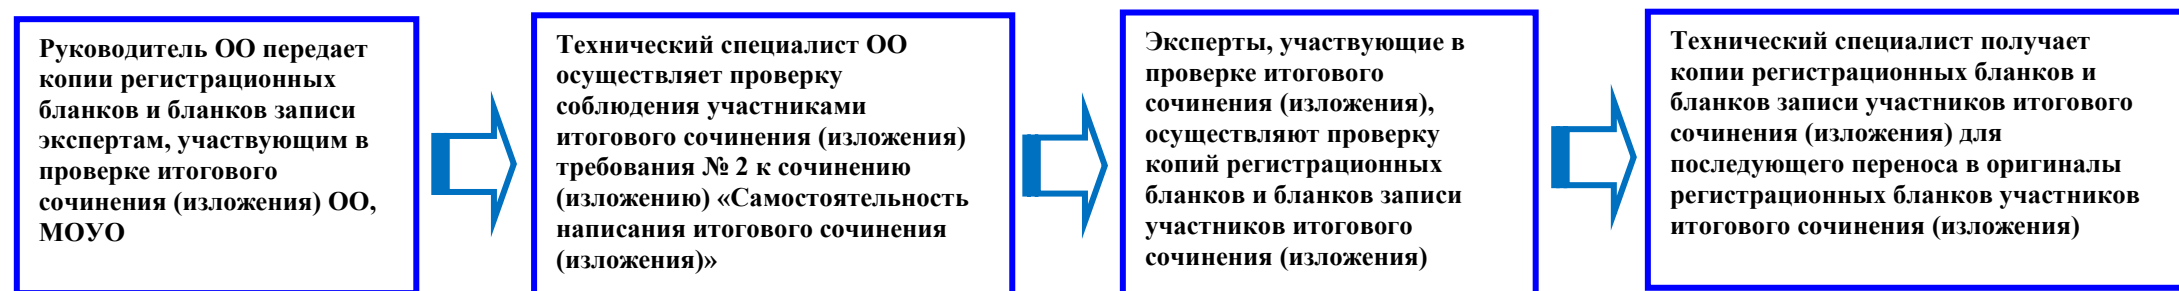 Руководитель ОО передает
копии регистрационных
бланков и бланков записи
экспертам, участвующим в
проверке итогового
сочинения (изложения) ОО,
МОУО
Технический специалист ОО
осуществляет проверку
соблюдения участниками
итогового сочинения (изложения)
требования № 2 к сочинению
(изложению) «Самостоятельность
написания итогового сочинения
(изложения)»
Эксперты, участвующие в
проверке итогового
сочинения (изложения),
осуществляют проверку
копий регистрационных
бланков и бланков записи
участников итогового
сочинения (изложения)
Технический специалист получает
копии регистрационных бланков и
бланков записи участников итогового
сочинения (изложения) для
последующего переноса в оригиналы
регистрационных бланков участников
итогового сочинения (изложения)